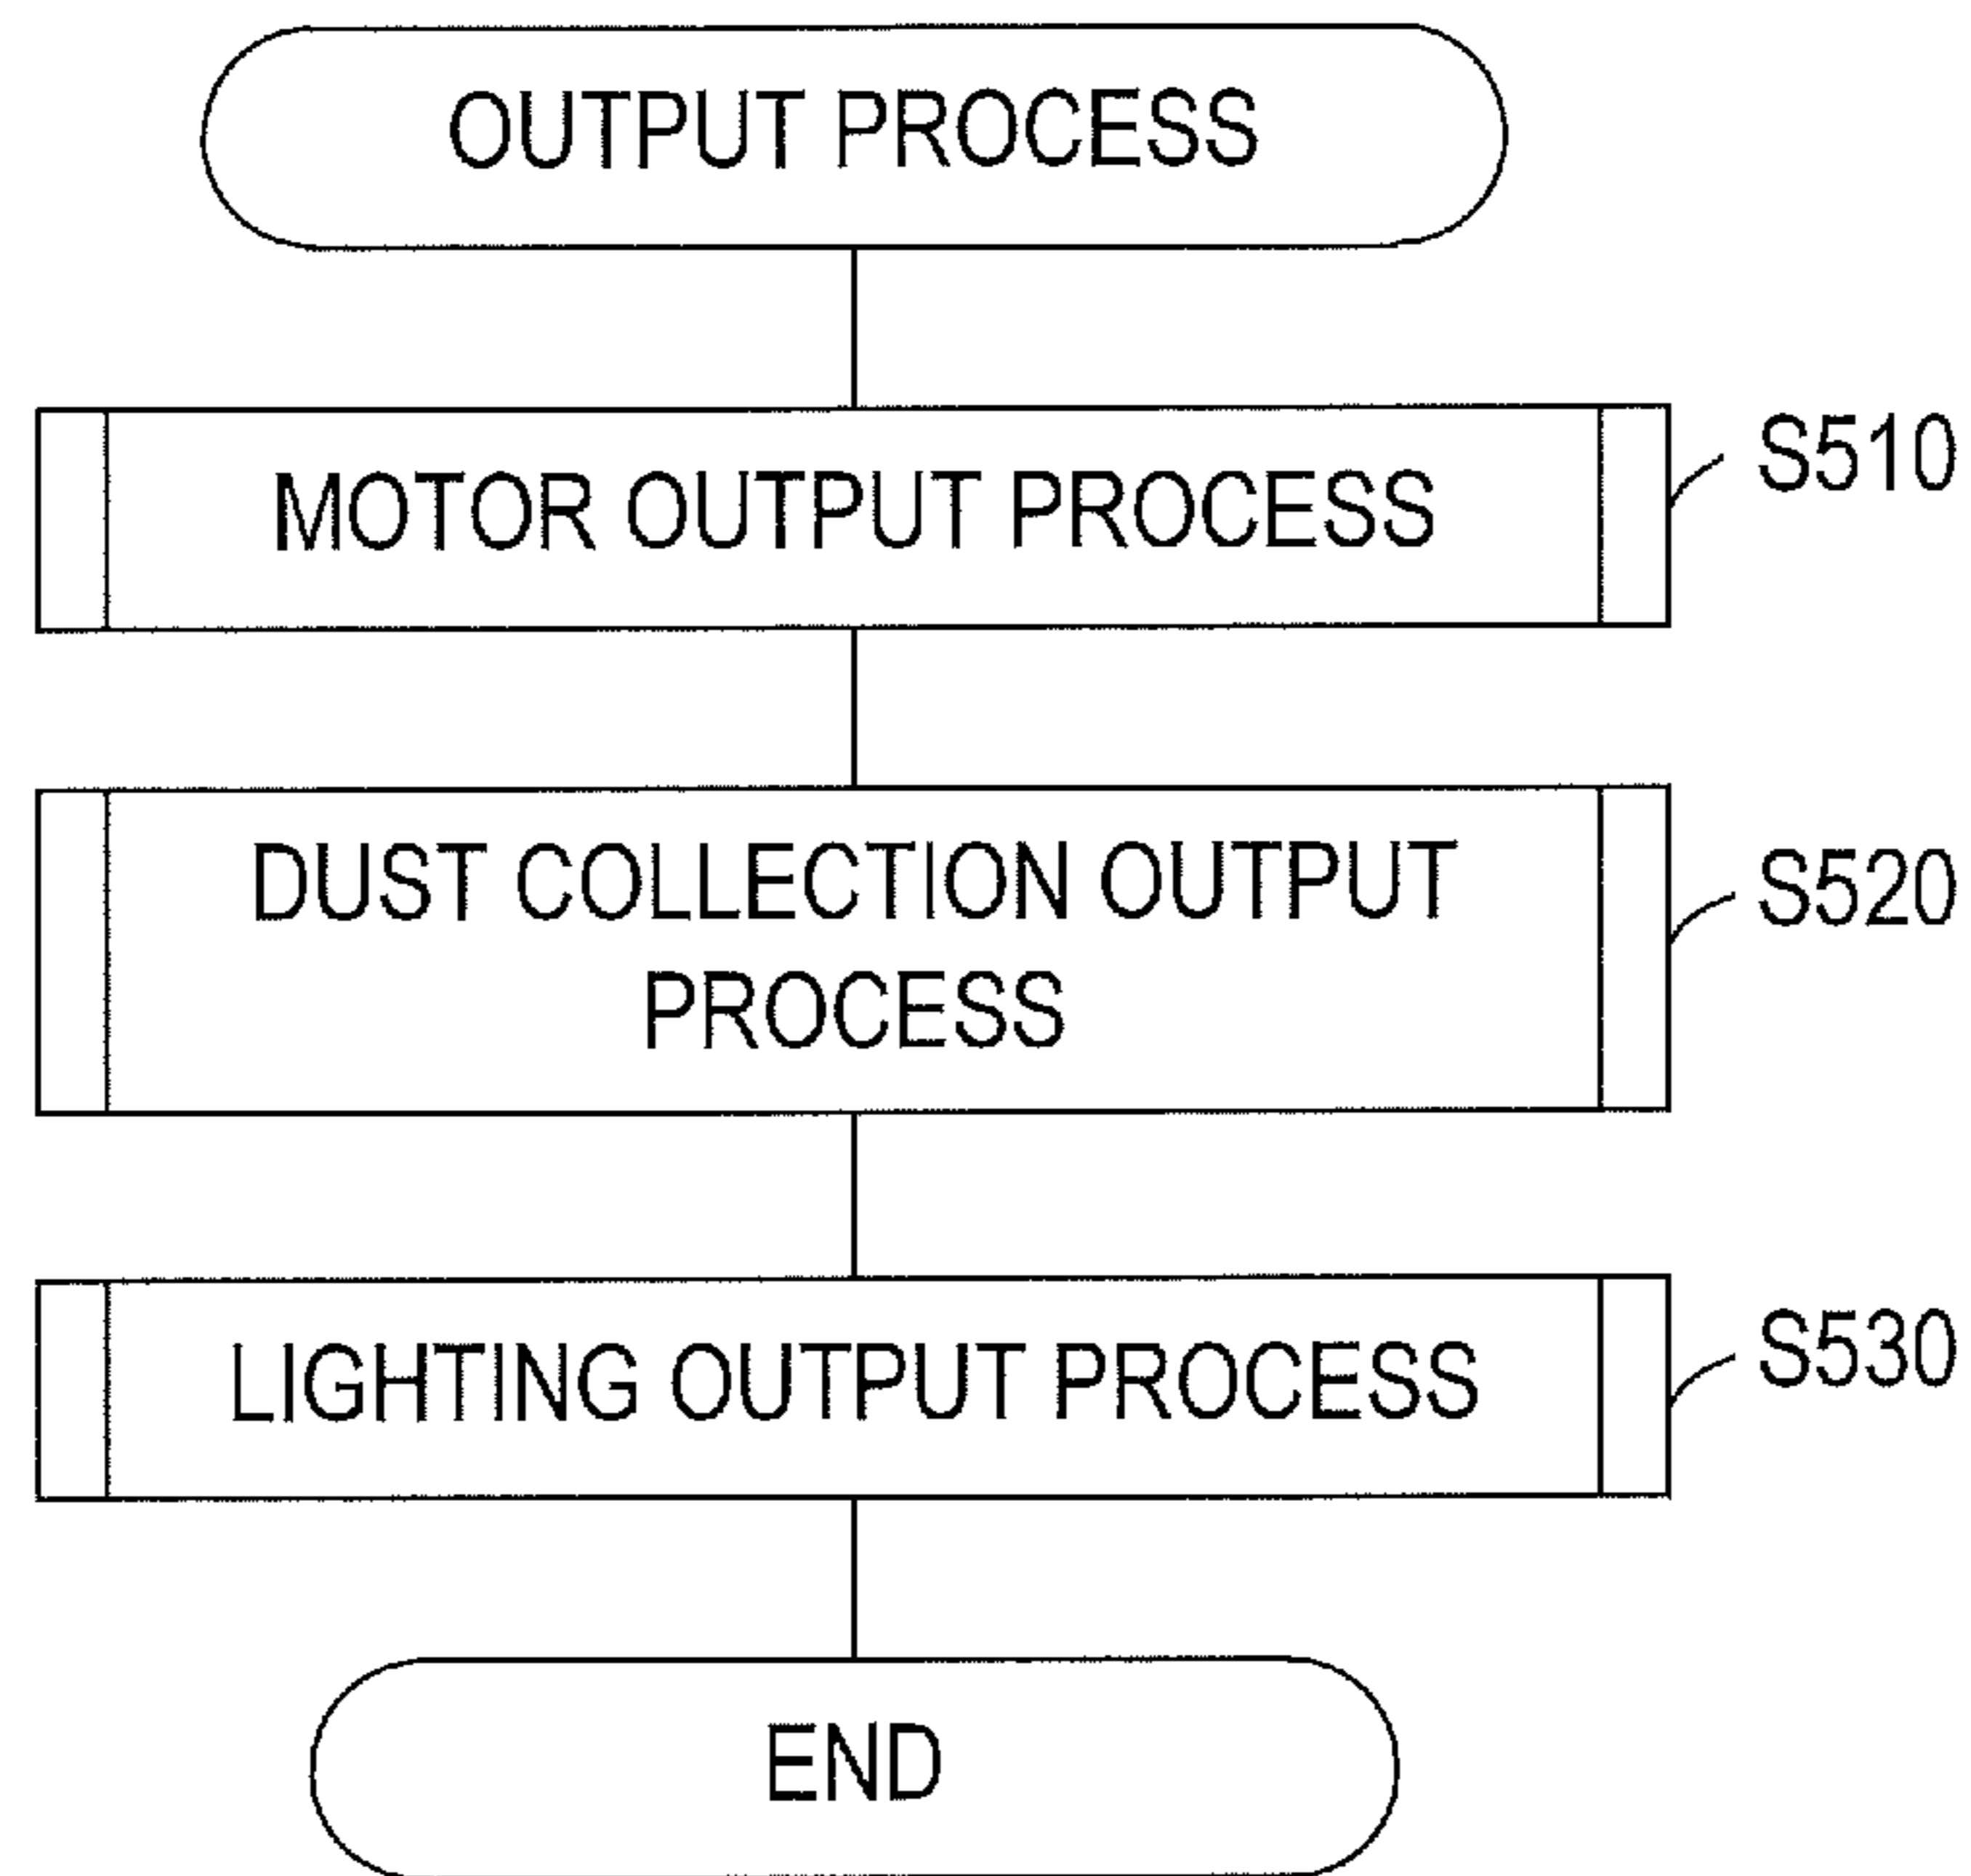 OUTPUT PROCESS
MOTOR OUTPUT PROCESS
S510
DUST COLLECTION OUTPUT
PROCESS
S520
LIGHTING OUTPUT PROCESS
S530
END